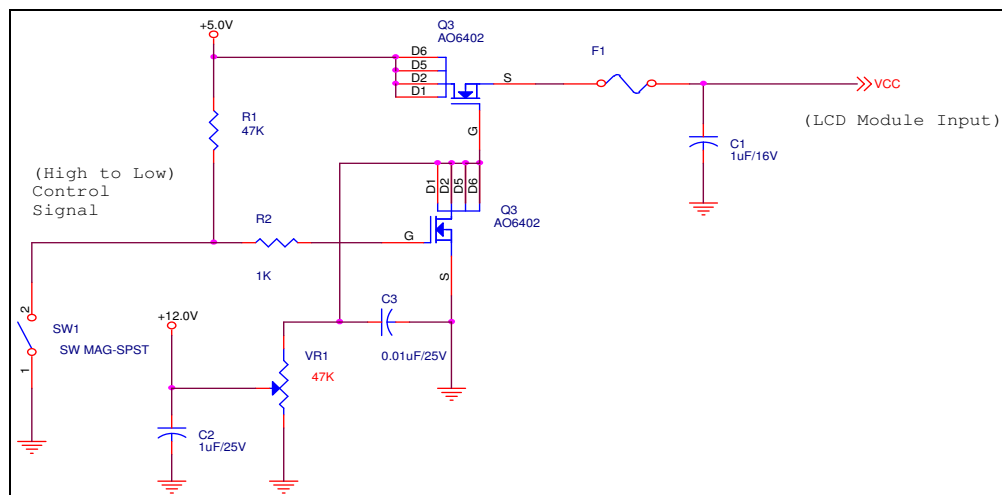 +5.0V
Q3
AO6402
F1
D6
D5
D2
D1
S
G
VCC
(LCD Module Input)
R1
47K
C1
1uF/16V
(High to Low)
Control
Signal
D1
D2
D5
D6
Q3
AO6402
R2
1K
G
S
2
1
SW1
SW MAG-SPST
+12.0V
C3
0.01uF/25V
VR1
47K
C2
1uF/25V